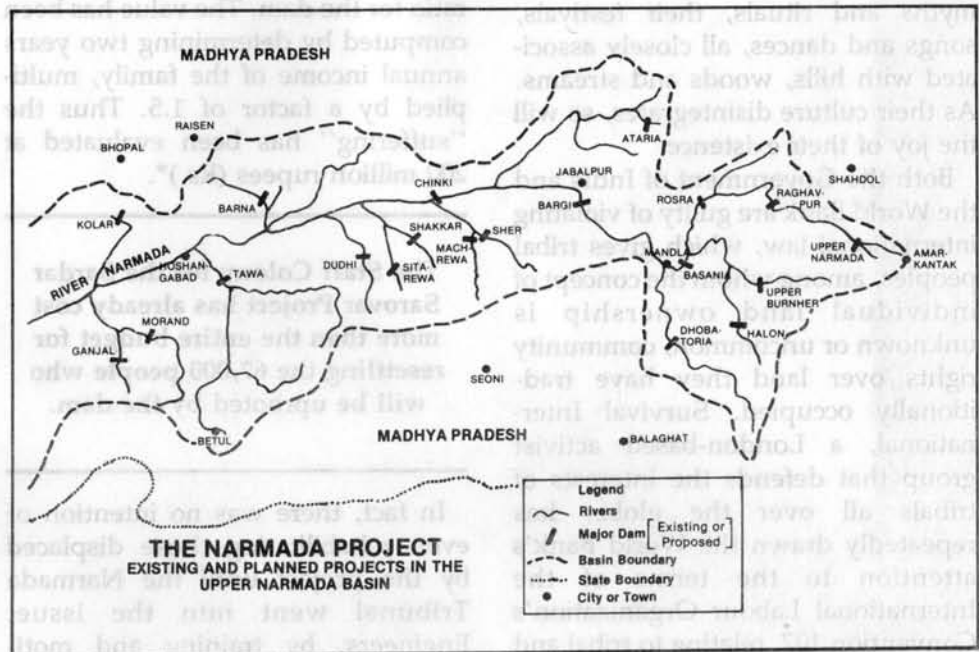 MADHYA PRADESH
RAISEN
BHOPAL
ATARIA
JABALPUR
CHINKI
MANDLA
BARNA
BARGI
ROSRA
RAGHAV-
PUR
KOLAR
SHAKKAR
SHER
MACH-
REWA
NARMADA
RIVER
HOSHAN-
GABAD
TAWA
DUDHI
SITA-
REWA
MANDLA
BASANIA
UPPER
NARMADA
AMAR-
KANTAK
UPPER
BURNHER
MORAND
GANJAL
DHOBA-
TORIA
HALON
SEONI
BETUL
MADHYA PRADESH
BALAGHAT
THE NARMADA PROJECT
EXISTING AND PLANNED PROJECTS IN THE
UPPER NARMADA BASIN
Legend
Rivers
Major Dam [Existing or Proposed]
Basin Boundary
State Boundary
City or Town
myths and rituals, their festivals,
songs and dances, all closely associ-
ated with hills, woods and streams.
As their culture disintegrates, so will
the joy of their existence.
Both the Government of India and
the World Bank are guilty of violating
international law, which gives tribal
peoples, among whom the concept of
individual land ownership is
unknown or uncommon, community
rights over land they have trad-
itionally occupied. Survival Inter-
national, a London-based activist
group that defends the interests of
tribals all over the globe, has
repeatedly drawn the World Bank's
attention to the terms of the
International Labour Organization's
Convention 107, relating to tribal and
ratio for the dam. The value has been
computed by determining two years
annual income of the family, multi-
plied by a factor of 1.5. Thus the
"suffering" has been evaluated at
million rupees
Sardar
Sarovar Project has already cost
more than the entire budget for
resettling the 67,000 people who
will be uprooted by the dam.
In fact, there was no intention of
displaced
by the Narmada
Tribunal went into the issue.
Engineers, by training and